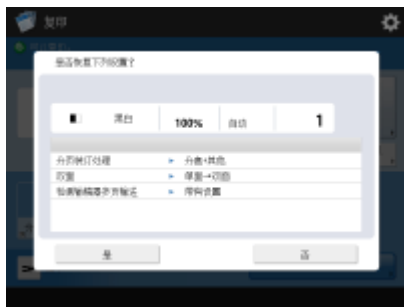 复印
是否恢复下列设置？
黑白 100% 自动 1
分页装订处理 ► 分套+其他
双面 ► 单面→双面
检测输稿器多页输送 ► 常规设置
是 否